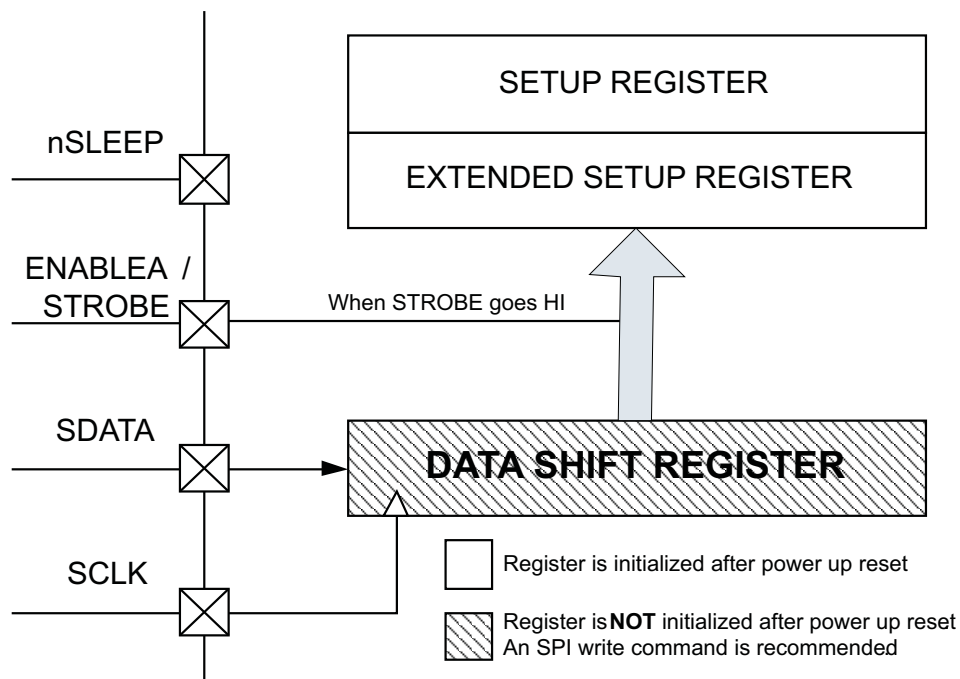 SETUP REGISTER
nSLEEP
EXTENDED SETUP REGISTER
ENABLEA /
STROBE
When STROBE goes HI
SDATA
DATA SHIFT REGISTER
SCLK
Register is initialized after power up reset
Register is NOT initialized after power up reset
An SPI write command is recommended.